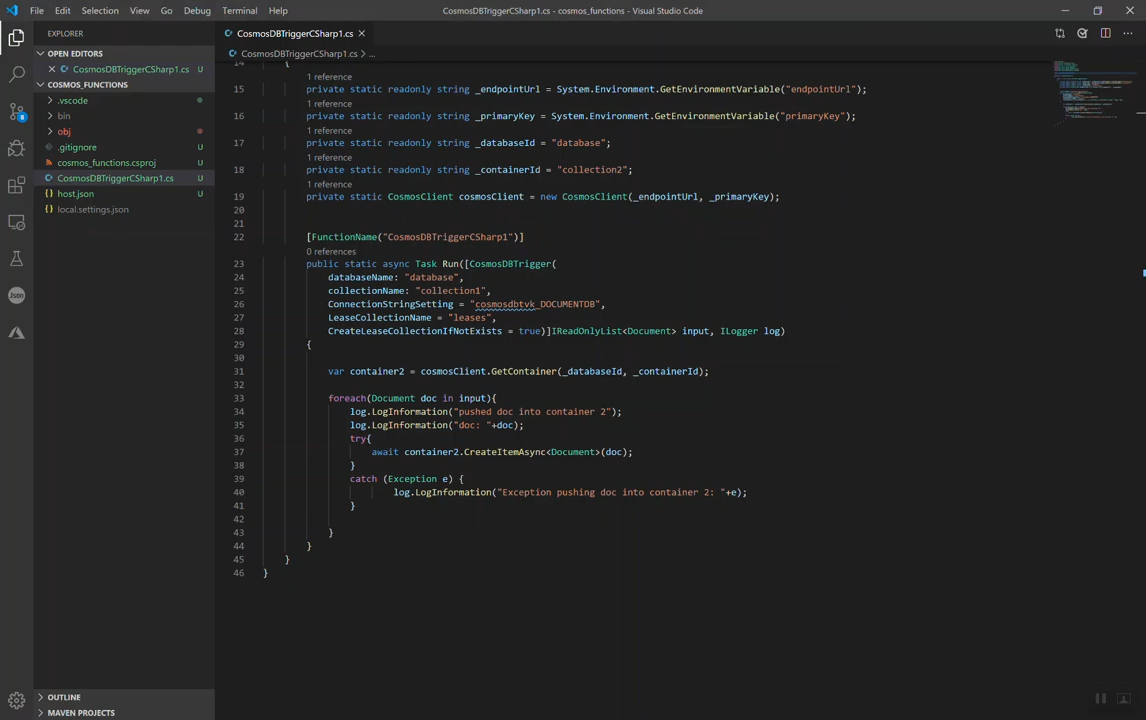 File Edit Selection View Go Debug Terminal Help CosmosDBTriggerCSharp1.cs - cosmos_functions - Visual Studio Code
EXPLORER
OPEN EDITORS
CosmosDBTriggerCSharp1.cs U
COSMOS_FUNCTIONS
.vscode
bin
obj
.gitignore U
cosmos_functions.csproj U
CosmosDBTriggerCSharp1.cs U
host.json U
local.settings.json
OUTLINE
MAVEN PROJECTS
8
Json
CosmosDBTriggerCSharp1.cs
CosmosDBTriggerCSharp1.cs > ...
14 {
1 reference
15 private static readonly string _endpointUrl = System.Environment.GetEnvironmentVariable("endpointUrl");
1 reference
16 private static readonly string _primaryKey = System.Environment.GetEnvironmentVariable("primaryKey");
1 reference
17 private static readonly string _databaseId = "database";
1 reference
18 private static readonly string _containerId = "collection2";
1 reference
19 private static CosmosClient cosmosClient = new CosmosClient(_endpointUrl, _primaryKey);
20
21
22 [FunctionName("CosmosDBTriggerCSharp1")]
0 references
23 public static async Task Run([CosmosDBTrigger(
24 databaseName: "database",
25 collectionName: "collection1",
26 ConnectionStringSetting = "cosmosdbtvk_DOCUMENTDB",
27 LeaseCollectionName = "leases",
28 CreateLeaseCollectionIfNotExists = true)]IReadOnlyList<Document> input, ILogger log)
29 {
30
31 var container2 = cosmosClient.GetContainer(_databaseId, _containerId);
32
33 foreach(Document doc in input){
34 log.LogInformation("pushed doc into container 2");
35 log.LogInformation("doc: "+doc);
36 try{
37 await container2.CreateItemAsync<Document>(doc);
38 }
39 catch (Exception e) {
40 log.LogInformation("Exception pushing doc into container 2: "+e);
41 }
42
43 }
44 }
45 }
46 }